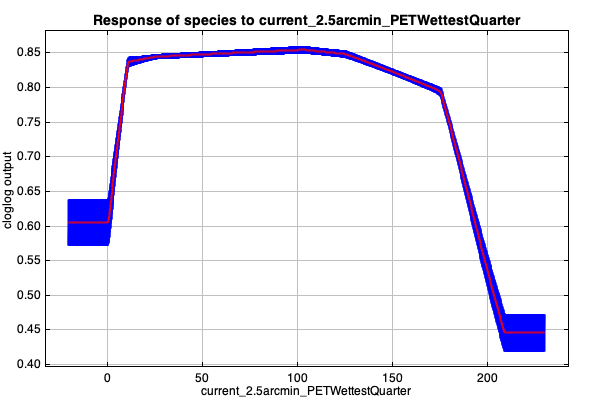 Response of species to current_2.5arcmin_PETWettestQuarter
cloglog output
0.85
0.80
0.75
0.70
0.65
0.60
0.55
0.50
0.45
0.40
0 50 100 150 200
current_2.5arcmin_PETWettestQuarter